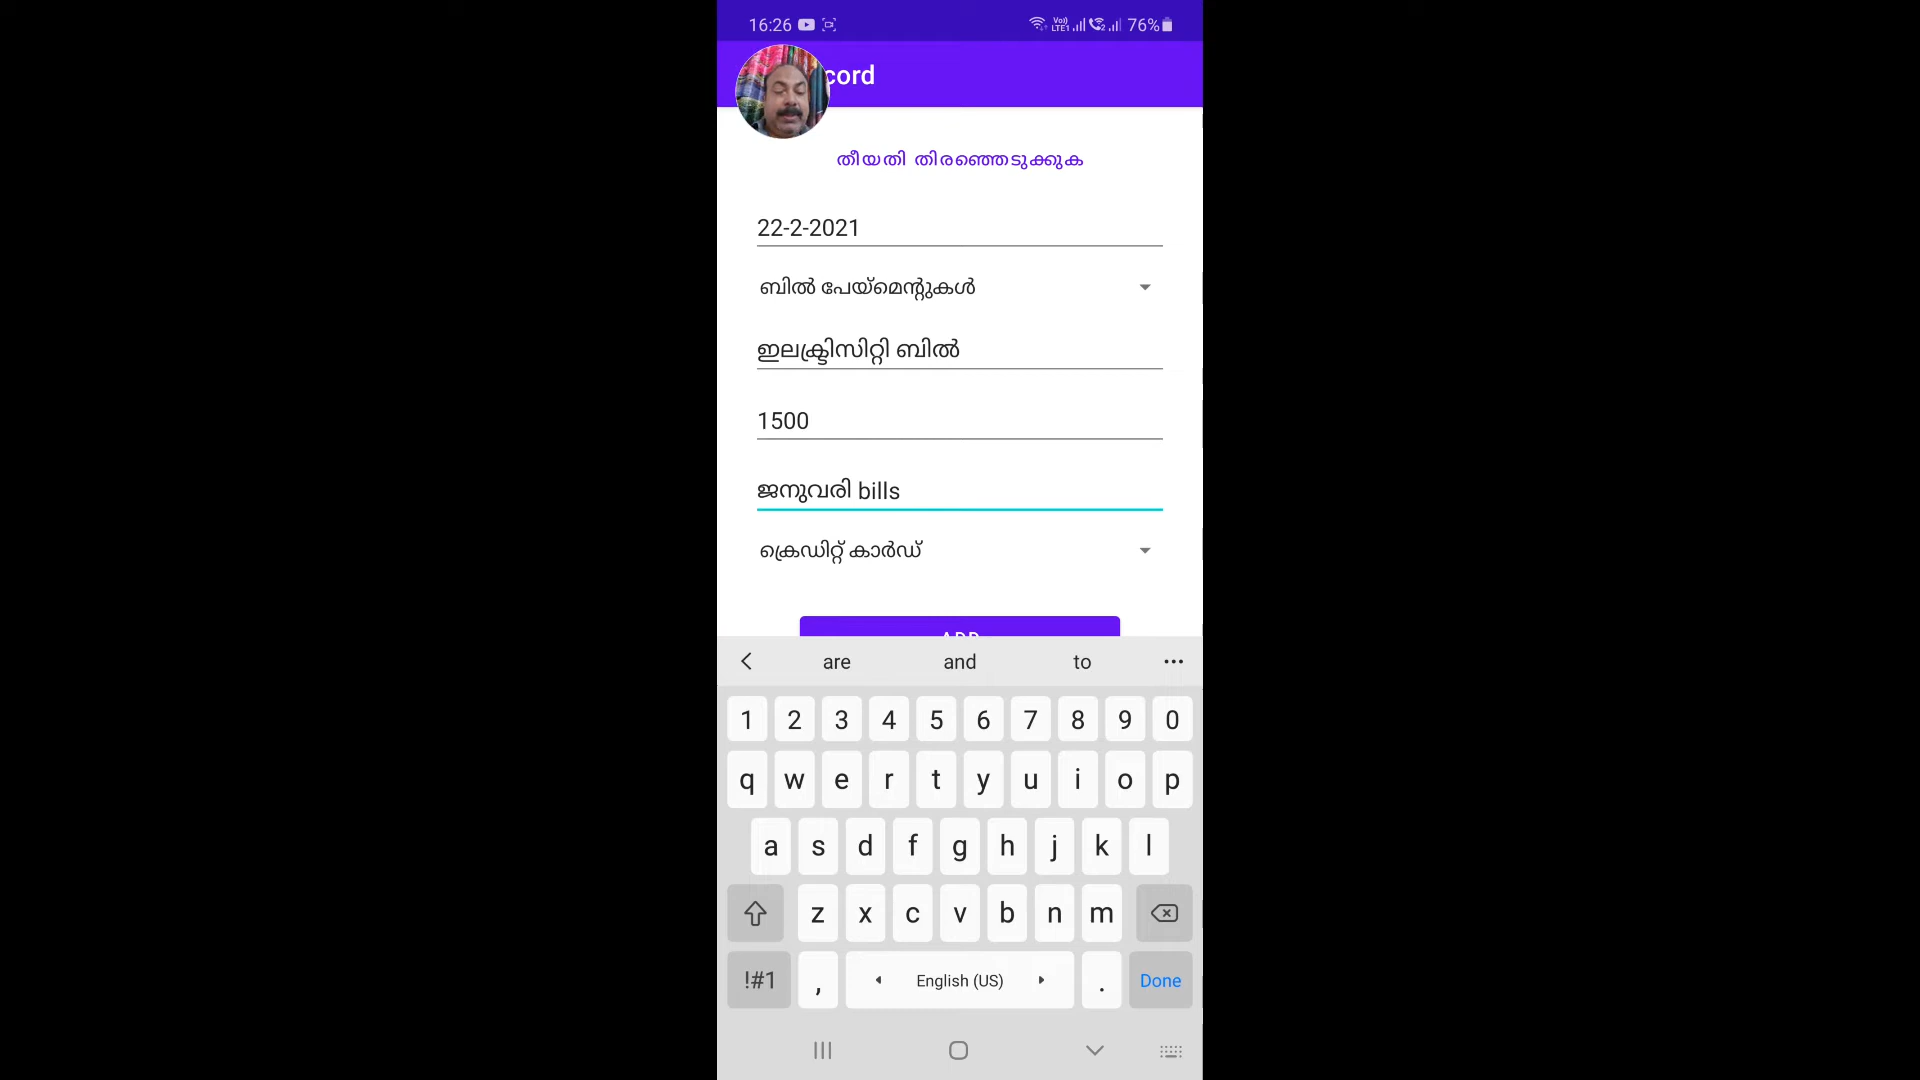 16:26 76%
cord
തീയതി തിരഞ്ഞെടുക്കുക
22-2-2021
ബിൽ പേയ്മെന്റുകൾ
ഇലക്ട്രിസിറ്റി ബിൽ
1500
ജനുവരി bills
ക്രെഡിറ്റ് കാർഡ്
ADD
are and to
1 2 3 4 5 6 7 8 9 0
q w e r t y u i o p
a s d f g h j k l
z x c v b n m
!#1 , English (US) . Done